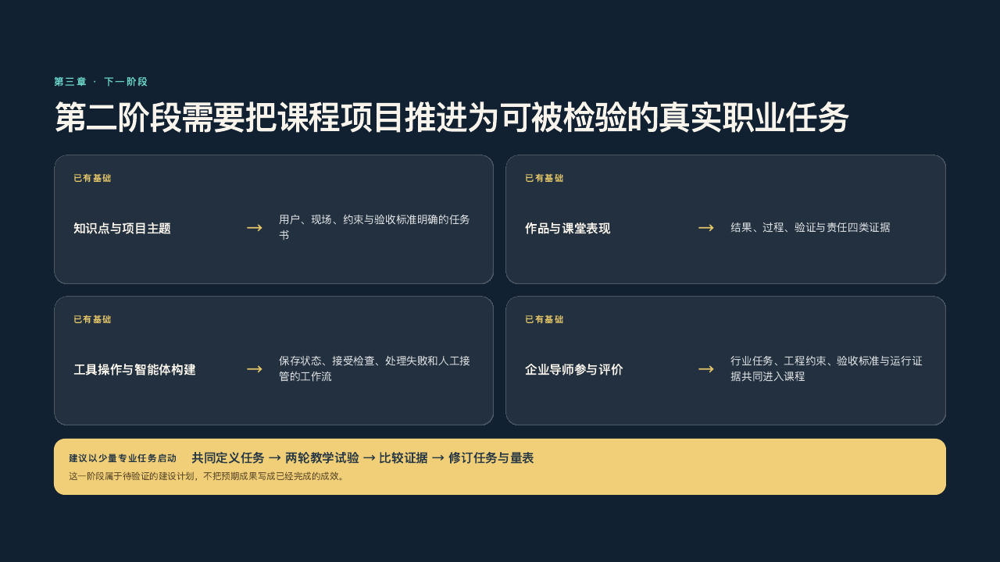 第三章 · 下一阶段
第二阶段需要把课程项目推进为可被检验的真实职业任务
已有基础
知识点与项目主题 → 用户、现场、约束与验收标准明确的任务
书
已有基础
作品与课堂表现 → 结果、过程、验证与责任四类证据
已有基础
工具操作与智能体构建 → 保存状态、接受检查、处理失败和人工接
管的工作流
已有基础
企业导师参与评价 → 行业任务、工程约束、验收标准与运行证
据共同进入课程
建议以少量专业任务启动 共同定义任务 → 两轮教学试验 → 比较证据 → 修订任务与量表
这一阶段属于待验证的建设计划，不把预期成果写成已经完成的成效。